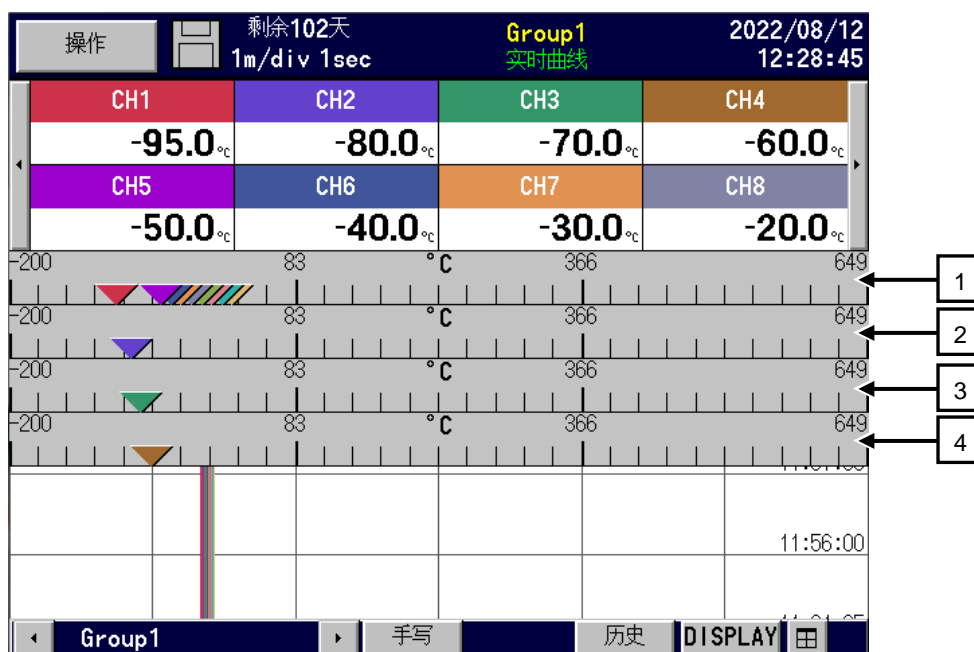 操作 剩余102天 Group1 2022/08/12
1m/div 1sec 实时曲线 12:28:45
CH1 CH2 CH3 CH4
-95.0℃ -80.0℃ -70.0℃ -60.0℃
CH5 CH6 CH7 CH8
-50.0℃ -40.0℃ -30.0℃ -20.0℃
-200 83 °C 366 649
1
-200 83 °C 366 649
2
-200 83 °C 366 649
3
-200 83 °C 366 649
4
11:56:00
Group1 手写 历史 DISPLAY